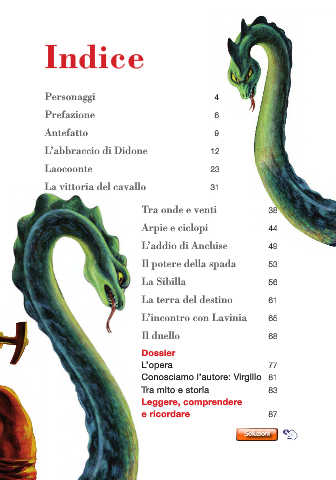 Indice
Personaggi 4
Prefazione 6
Antefatto 9
L'abbraccio di Didone 12
Laocoonte 23
La vittoria del cavallo 31
Tra onde e venti 38
Arpie e ciclopi 44
L'addio di Anchise 49
Il potere della spada 53
La Sibilla 56
La terra del destino 61
L'incontro con Lavinia 65
Il duello 68
Dossier
L'opera 77
Conosciamo l'autore: Virgilio 81
Tra mito e storia 83
Leggere, comprendere
e ricordare 87
Soluzioni